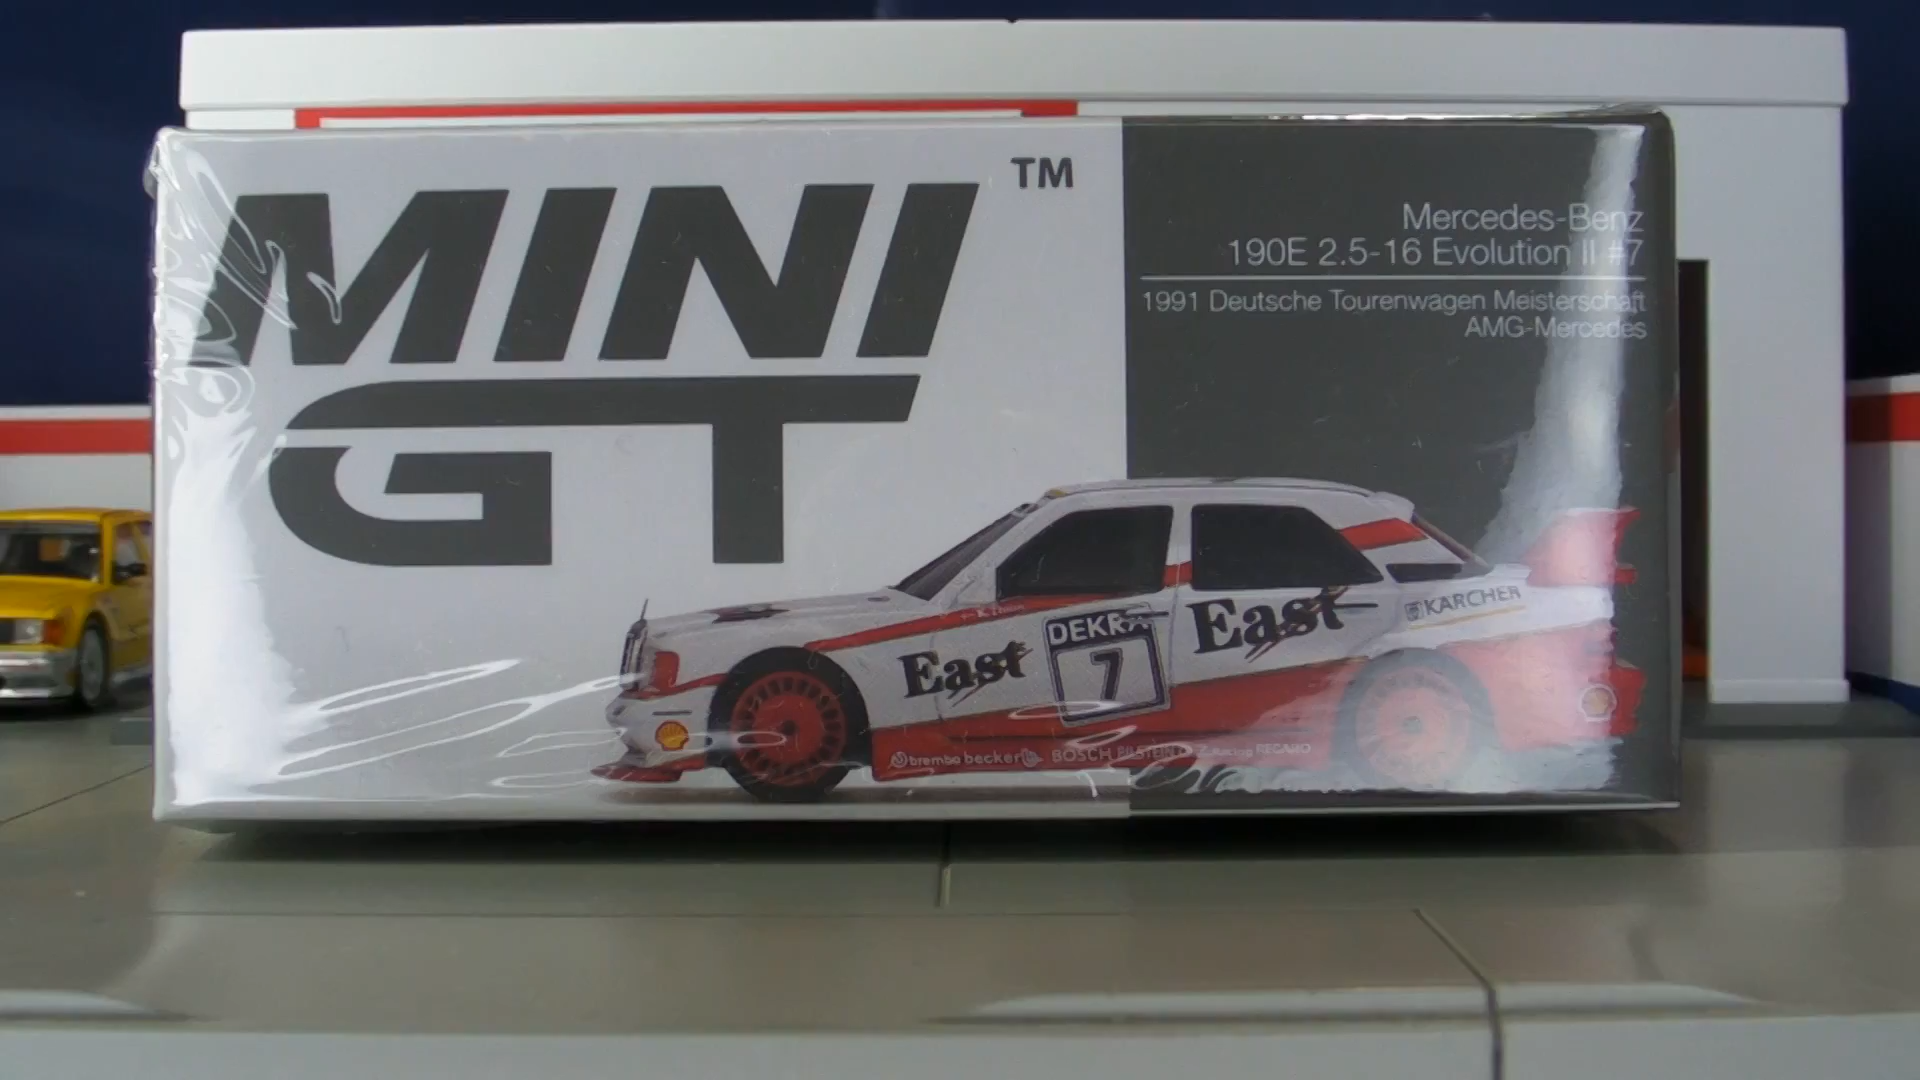 MINI
GT
TM
Mercedes-Benz
190E 2.5-16 Evolution II #7
1991 Deutsche Tourenwagen Meisterschaft
AMG-Mercedes
East
DEKRA
7
East
KARCHER
brembo becker BOSCH BILSTEIN RECARO